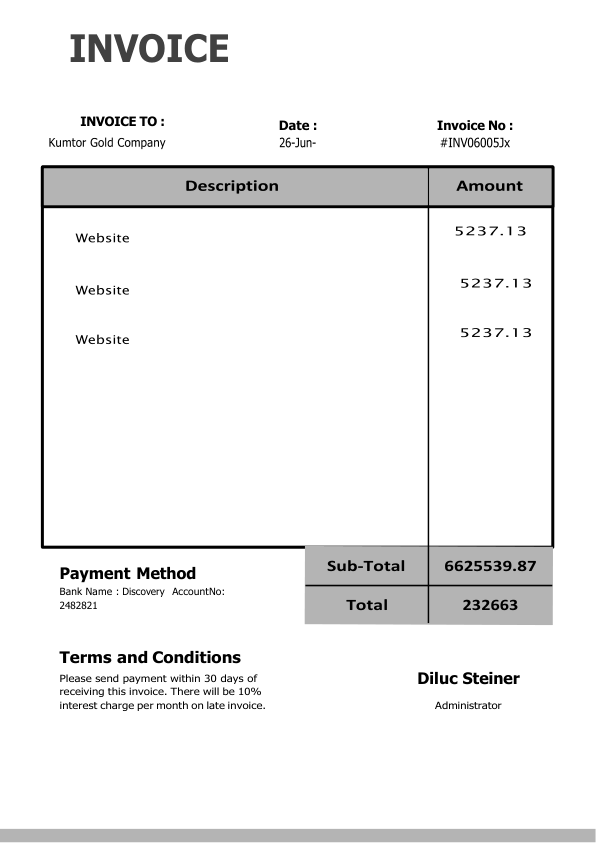 INVOICE
INVOICE TO :
Kumtor Gold Company
Date :
26-Jun-
Invoice No :
#INV06005Jx
Description Amount
Website 5237.13
Website 5237.13
Website 5237.13
Sub-Total 6625539.87
Total 232663
Payment Method
Bank Name : Discovery AccountNo:
2482821
Terms and Conditions
Please send payment within 30 days of
receiving this invoice. There will be 10%
interest charge per month on late invoice.
Diluc Steiner
Administrator